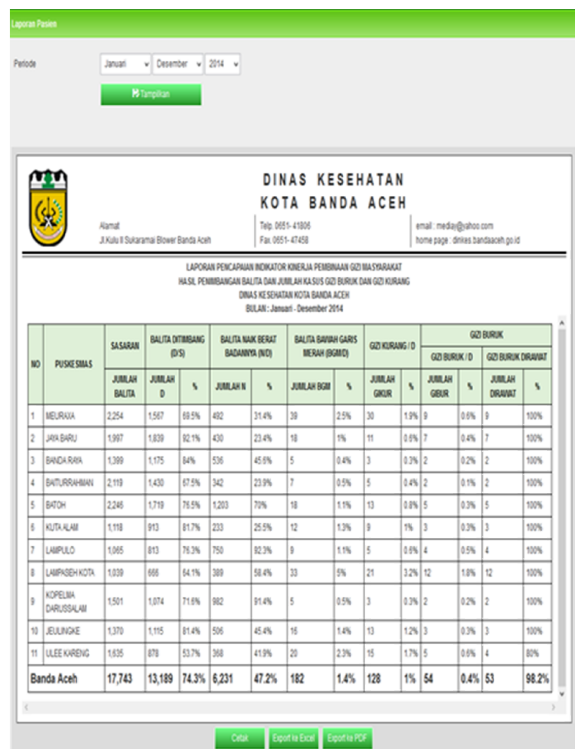 Laporan Pasien
Periode Januari Desember 2014
Tampilkan
DINAS KESEHATAN
KOTA BANDA ACEH
Alamat Telp. 0651- 41806 email : mediay@yahoo.com
Jl.Kulu II Sukaramai Blower Banda Aceh Fax. 0651- 47458 home page : dinkes.bandaaceh.go.id
LAPORAN PENCAPAIAN INDIKATOR KINERJA PEMBINAAN GIZI MASYARAKAT
HASIL PENIMBANGAN BALITA DAN JUMLAH KASUS GIZI BURUK DAN GIZI KURANG
DINAS KESEHATAN KOTA BANDA ACEH
BULAN : Januari - Desember 2014
NO PUSKESMAS SASARAN BALITA DITIMBANG (D/S) BALITA NAIK BERAT BADANNYA (N/D) BALITA BAWAH GARIS MERAH (BGM/D) GIZI KURANG / D GIZI BURUK
GIZI BURUK / D GIZI BURUK DIRAWAT
JUMLAH BALITA JUMLAH D % JUMLAH N % JUMLAH BGM % JUMLAH GIKUR % JUMLAH GIBUR % JUMLAH DIRAWAT %
1 MEURAXA 2,254 1,567 69.5% 492 31.4% 39 2.5% 30 1.9% 9 0.6% 9 100%
2 JAYA BARU 1,997 1,839 92.1% 430 23.4% 18 1% 11 0.6% 7 0.4% 7 100%
3 BANDA RAYA 1,399 1,175 84% 536 45.6% 5 0.4% 3 0.3% 2 0.2% 2 100%
4 BAITURRAHMAN 2,119 1,430 67.5% 342 23.9% 7 0.5% 5 0.4% 2 0.1% 2 100%
5 BATOH 2,246 1,719 76.5% 1,203 70% 18 1.1% 13 0.8% 5 0.3% 5 100%
6 KUTA ALAM 1,118 913 81.7% 233 25.5% 12 1.3% 9 1% 3 0.3% 3 100%
7 LAMPULO 1,065 813 76.3% 750 92.3% 9 1.1% 5 0.6% 4 0.5% 4 100%
8 LAMPASEH KOTA 1,039 666 64.1% 389 58.4% 33 5% 21 3.2% 12 1.8% 12 100%
9 KOPELMA DARUSSALAM 1,501 1,074 71.6% 982 91.4% 5 0.5% 3 0.3% 2 0.2% 2 100%
10 JEULINGKE 1,370 1,115 81.4% 506 45.4% 16 1.4% 13 1.2% 3 0.3% 3 100%
11 ULEE KARENG 1,635 878 53.7% 368 41.9% 20 2.3% 15 1.7% 5 0.6% 4 80%
Banda Aceh 17,743 13,189 74.3% 6,231 47.2% 182 1.4% 128 1% 54 0.4% 53 98.2%
Cetak Export ke Excel Export ke PDF